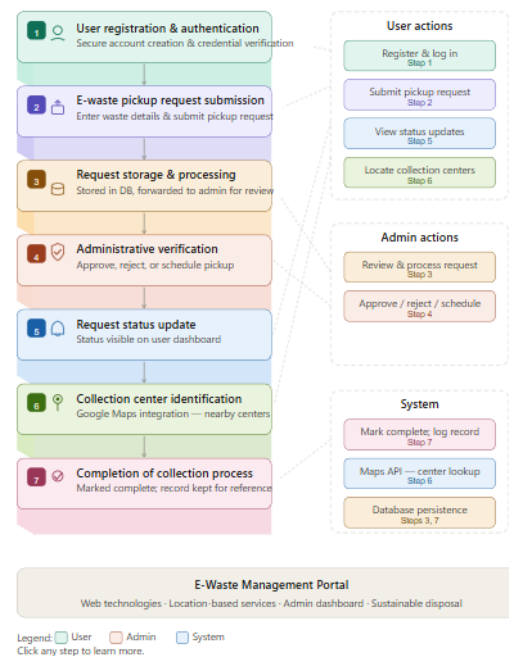 1
User registration & authentication
Secure account creation & credential verification
2
E-waste pickup request submission
Enter waste details & submit pickup request
3
Request storage & processing
Stored in DB, forwarded to admin for review
4
Administrative verification
Approve, reject, or schedule pickup
5
Request status update
Status visible on user dashboard
6
Collection center identification
Google Maps integration — nearby centers
7
Completion of collection process
Marked complete; record kept for reference
User actions
Register & log in
Step 1
Submit pickup request
Step 2
View status updates
Step 5
Locate collection centers
Step 6
Admin actions
Review & process request
Step 3
Approve / reject / schedule
Step 4
System
Mark complete; log record
Step 7
Maps API — center lookup
Step 6
Database persistence
Steps 3, 7
E-Waste Management Portal
Web technologies · Location-based services · Admin dashboard · Sustainable disposal
Legend: User Admin System
Click any step to learn more.